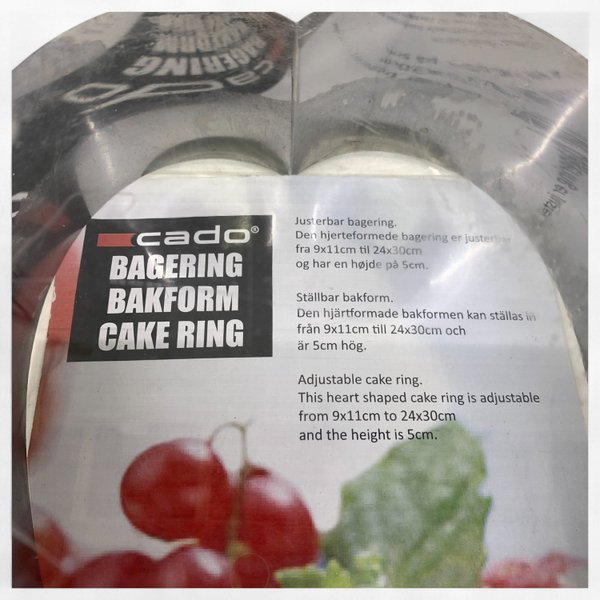 cado®
BAGERING
BAKFORM
CAKE RING
Justerbar bagering.
Den hjerteformede bagering er justerbar
fra 9x11cm til 24x30cm
og har en højde på 5cm.
Ställbar bakform.
Den hjärtformade bakformen kan ställas in
från 9x11cm till 24x30cm och
är 5cm hög.
Adjustable cake ring.
This heart shaped cake ring is adjustable
from 9x11cm to 24x30cm
and the height is 5cm.